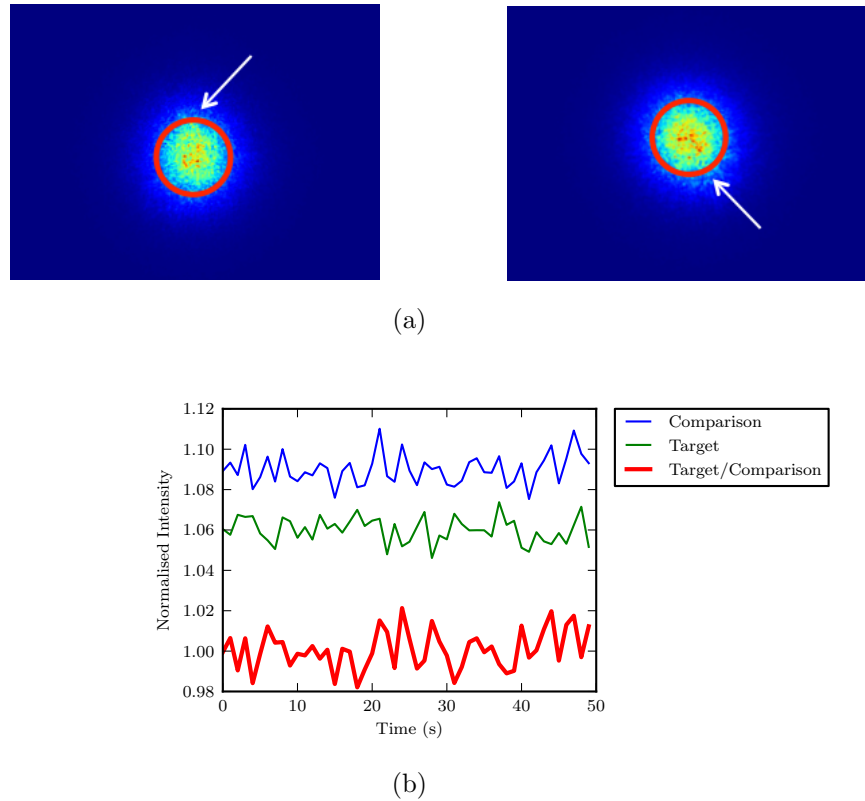 (a)
1.12
1.10
1.08
1.06
1.04
1.02
1.00
0.98
Normalised Intensity
0 10 20 30 40 50
Time (s)
Comparison
Target
Target/Comparison
(b)